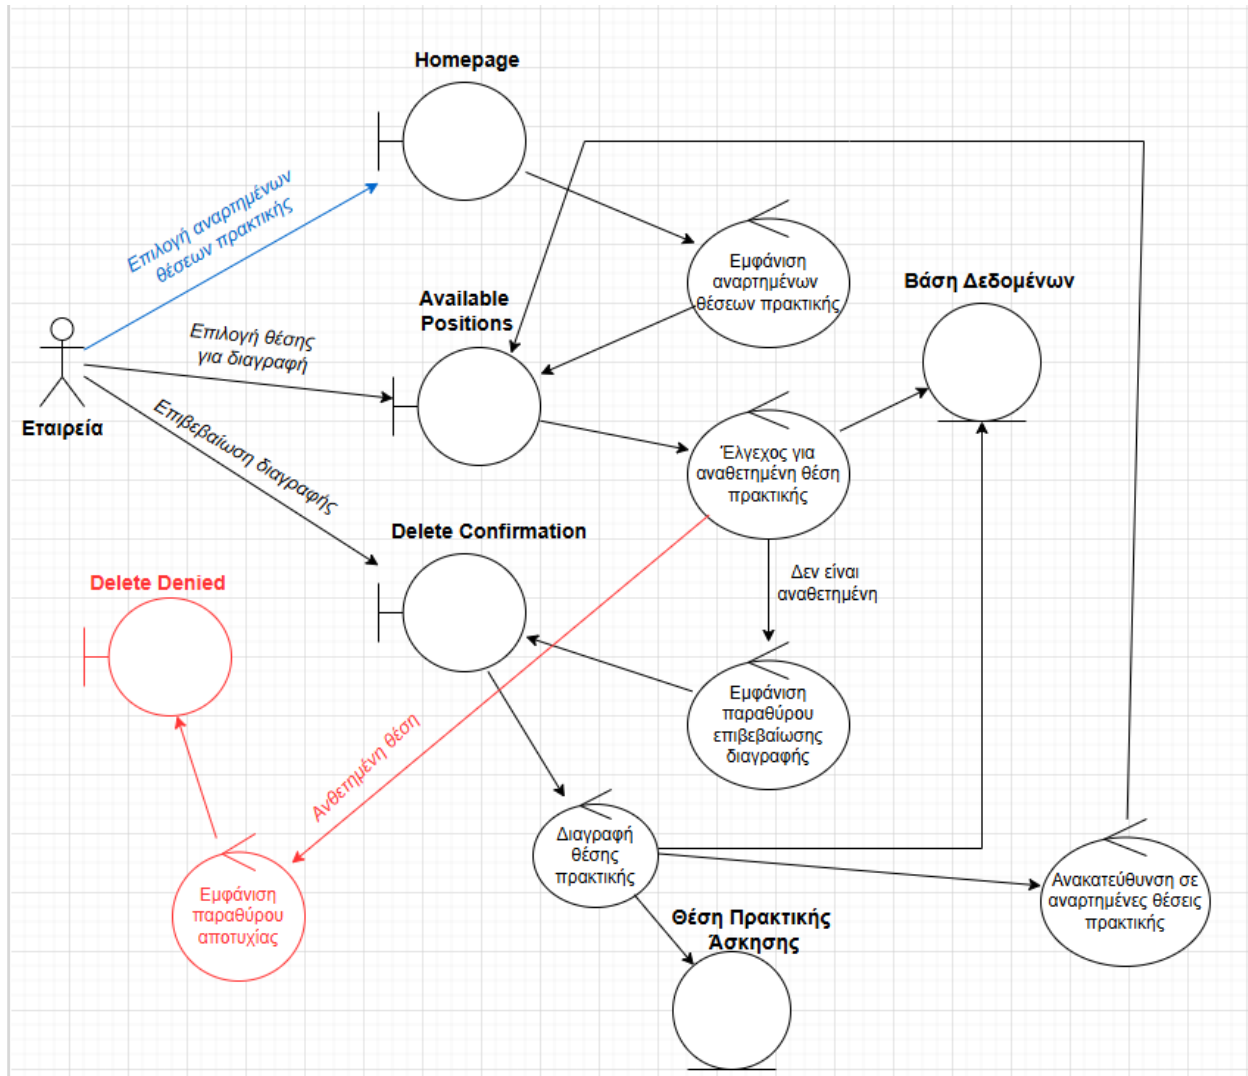 Homepage
Επιλογή αναρτημένων
θέσεων πρακτικής
Εμφάνιση
αναρτημένων
θέσεων πρακτικής
Βάση Δεδομένων
Available
Positions
Επιλογή θέσης
για διαγραφή
Εταιρεία
Επιβεβαίωση διαγραφής
Έλγεχος για
αναθετημένη θέση
πρακτικής
Delete Confirmation
Delete Denied
Δεν είναι
αναθετημένη
Εμφάνιση
παραθύρου
επιβεβαίωσης
διαγραφής
Ανθετημένη θέση
Διαγραφή
θέσης
πρακτικής
Εμφάνιση
παραθύρου
αποτυχίας
Ανακατεύθυνση σε
αναρτημένες θέσεις
πρακτικής
Θέση Πρακτικής
Άσκησης